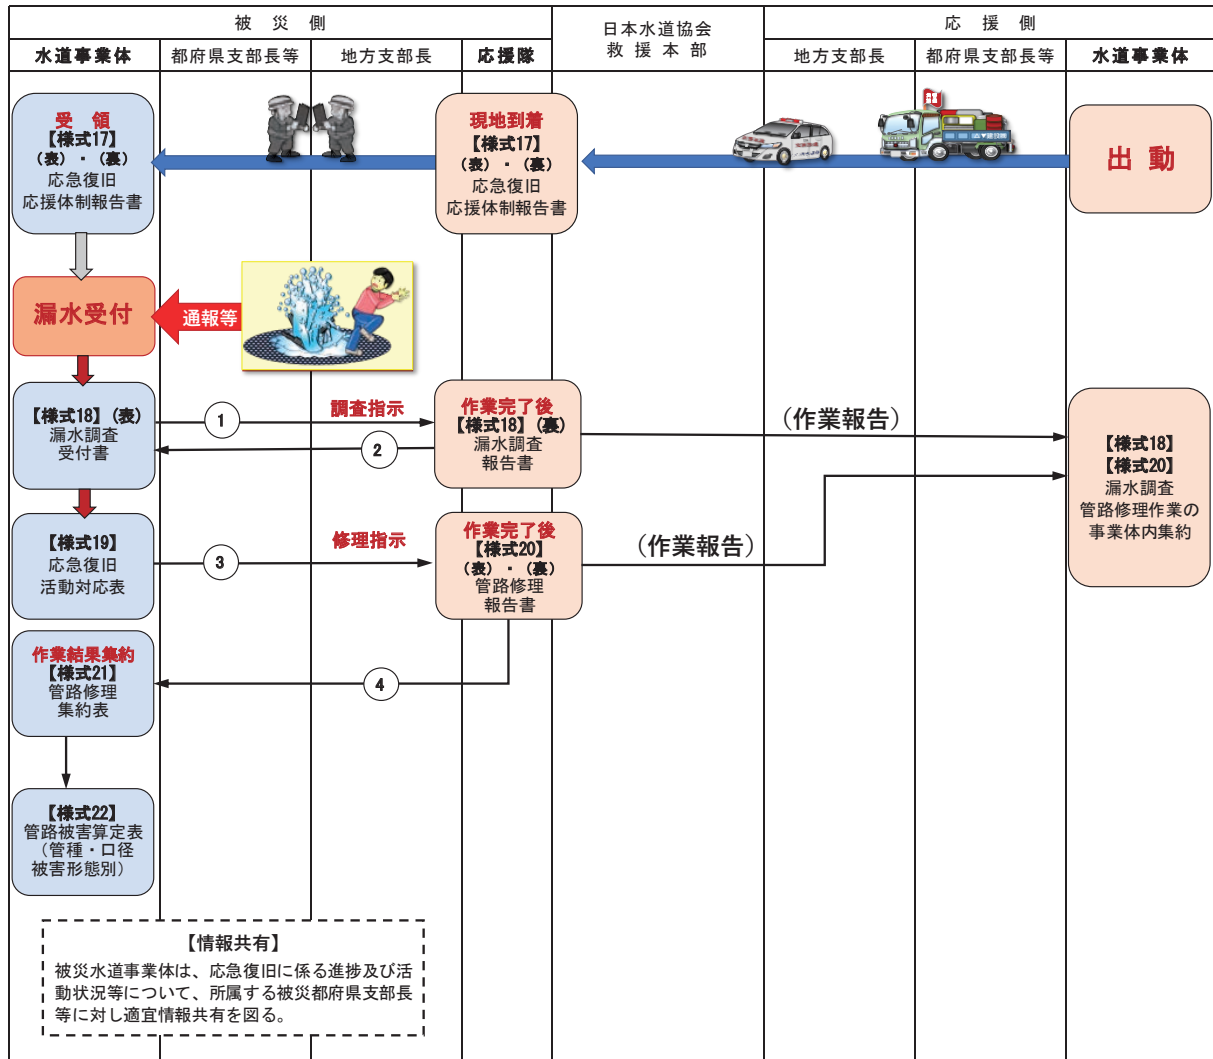 被災側
日本水道協会
救援本部
応援側
水道事業体
都府県支部長等
地方支部長
応援隊
地方支部長
都府県支部長等
水道事業体
受領
【様式17】
(表)・(裏)
応急復旧
応援体制報告書
現地到着
【様式17】
(表)・(裏)
応急復旧
応援体制報告書
出動
漏水受付
通報等
【様式18】(表)
漏水調査
受付書
1
調査指示
2
作業完了後
【様式18】(裏)
漏水調査
報告書
(作業報告)
【様式18】
【様式20】
漏水調査
管路修理作業の
事業体内集約
【様式19】
応急復旧
活動対応表
3
修理指示
作業完了後
【様式20】
(表)・(裏)
管路修理
報告書
(作業報告)
作業結果集約
【様式21】
管路修理
集約表
4
【様式22】
管路被害算定表
(管種・口径
被害形態別)
【情報共有】
被災水道事業体は、応急復旧に係る進捗及び活
動状況等について、所属する被災都府県支部長
等に対し適宜情報共有を図る。